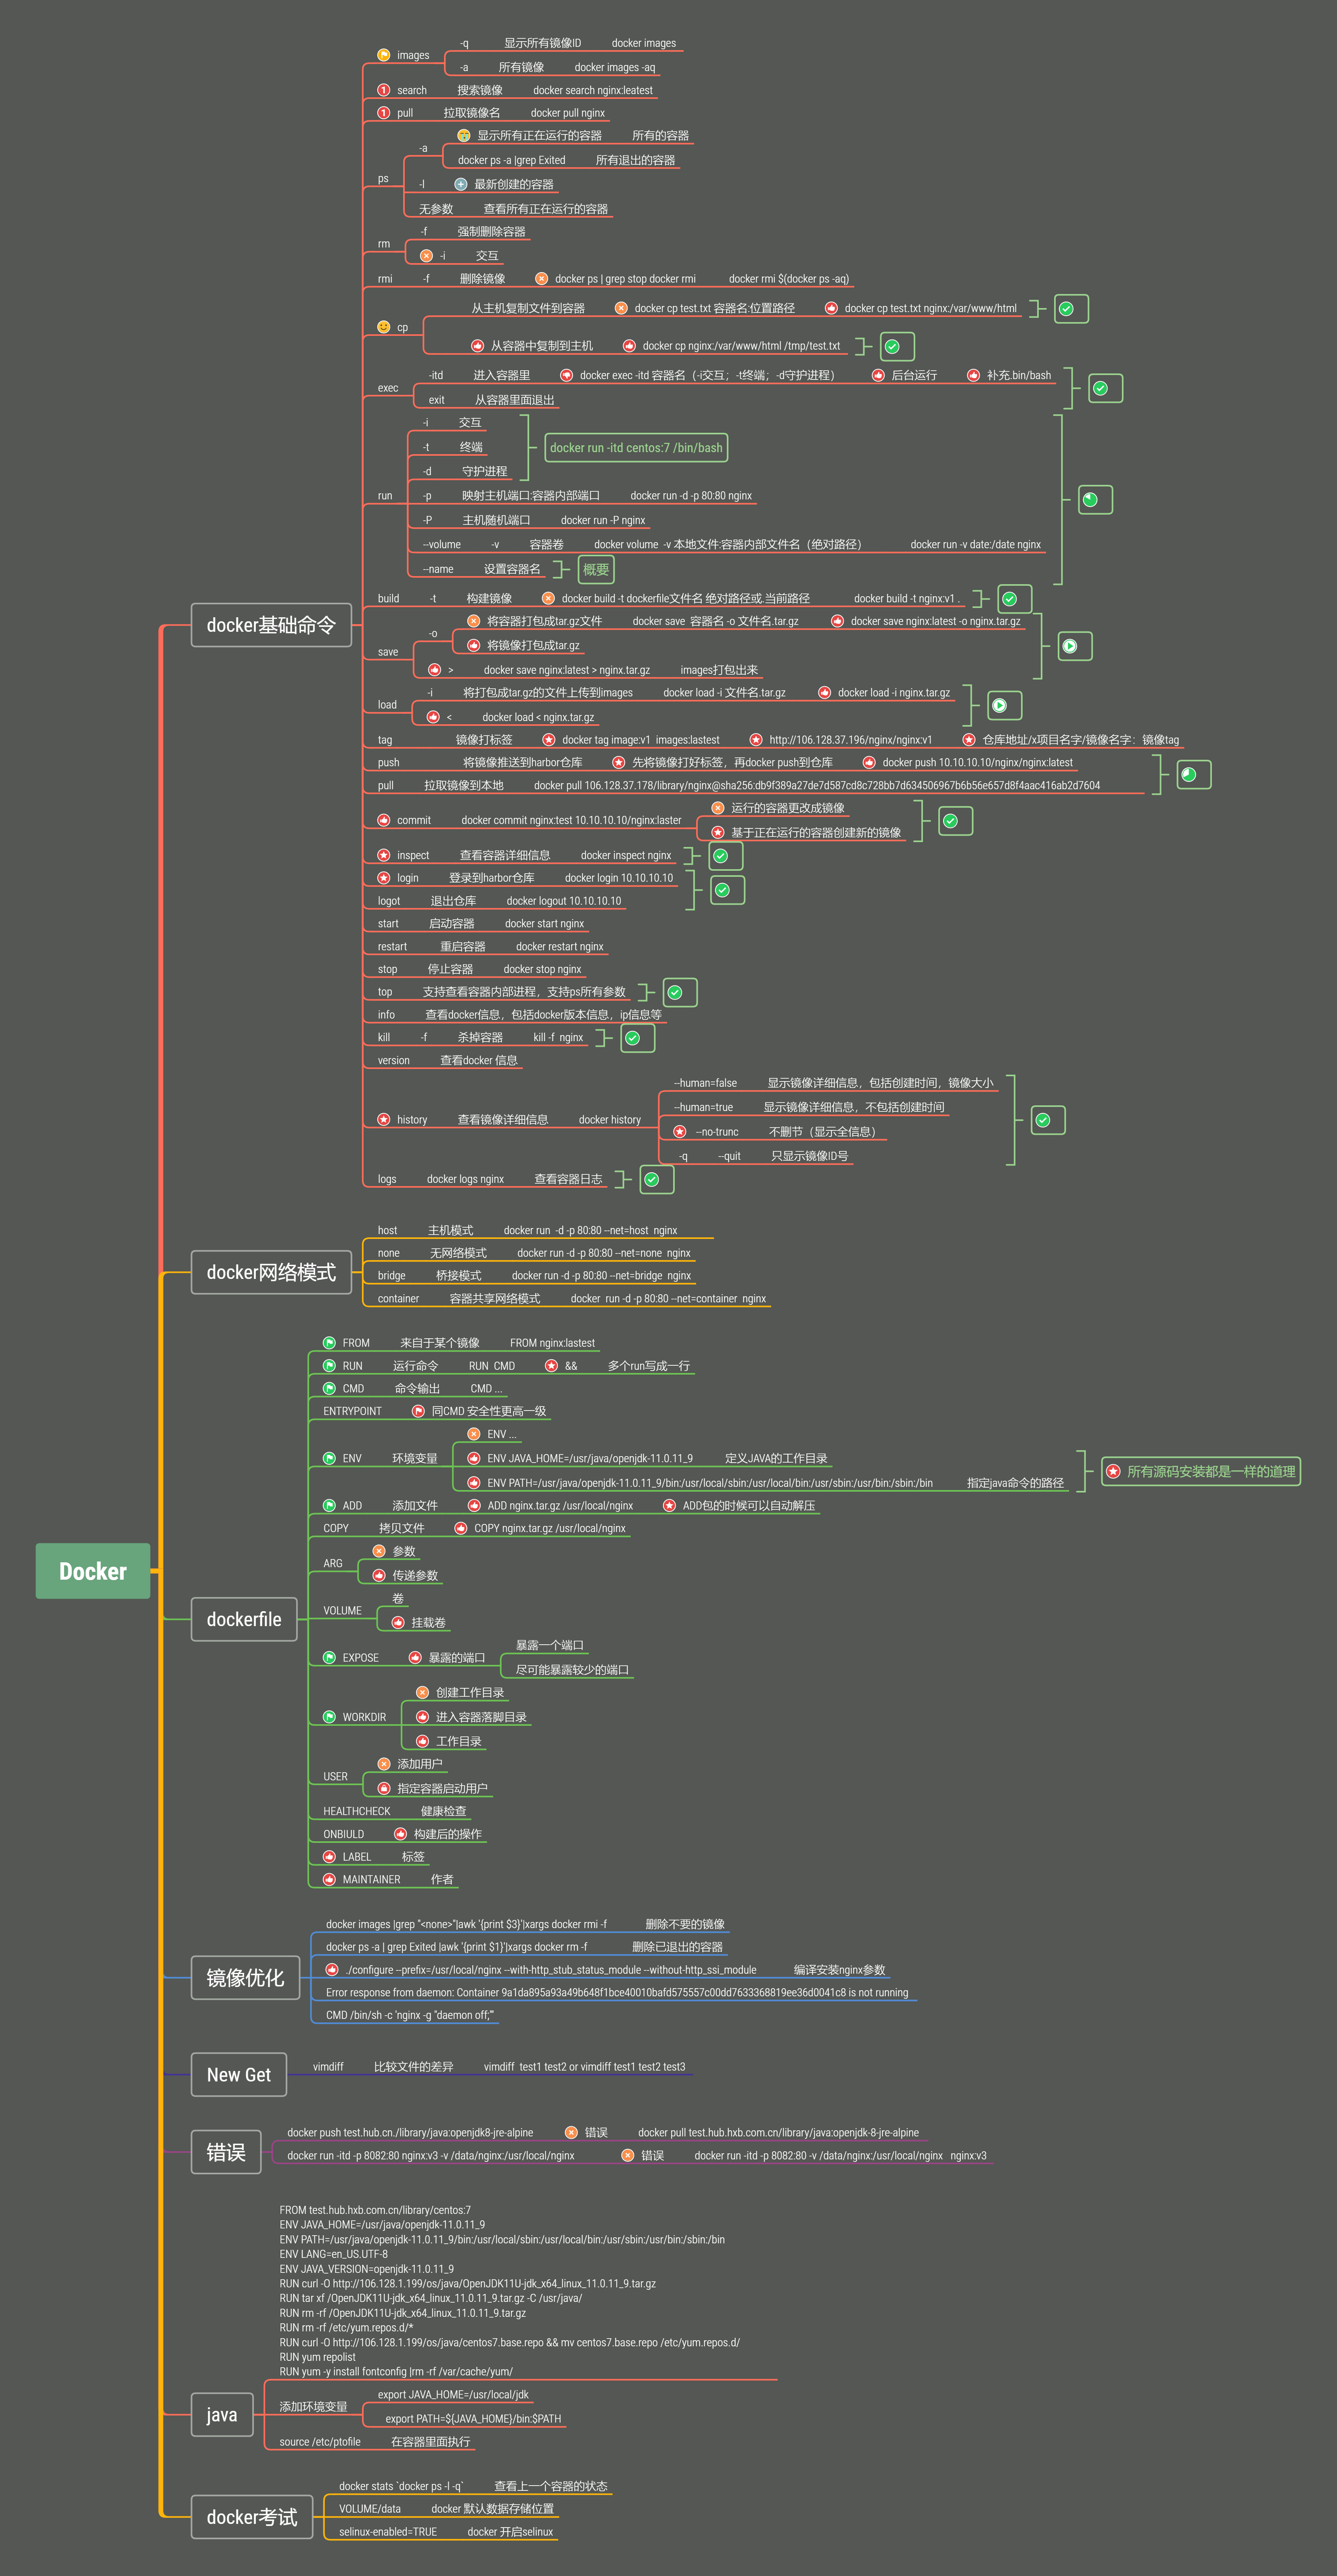 -q 显示所有镜像ID docker images
images
-a 所有镜像 docker images -aq
search 搜索镜像 docker search nginx:leatest
pull 拉取镜像名 docker pull nginx
显示所有正在运行的容器 所有的容器
-a
docker ps -a |grep Exited 所有退出的容器
ps
-l 最新创建的容器
无参数 查看所有正在运行的容器
-f 强制删除容器
rm
-i 交互
rmi -f 删除镜像 docker ps | grep stop docker rmi docker rmi $(docker ps -aq)
从主机复制文件到容器 docker cp test.txt 容器名:位置路径 docker cp test.txt nginx:/var/www/html
cp
从容器中复制到主机 docker cp nginx:/var/www/html /tmp/test.txt
-itd 进入容器里 docker exec -itd 容器名（-i交互；-t终端；-d守护进程） 后台运行 补充.bin/bash
exec
exit 从容器里面退出
-i 交互
-t 终端
docker run -itd centos:7 /bin/bash
-d 守护进程
run
-p 映射主机端口:容器内部端口 docker run -d -p 80:80 nginx
-P 主机随机端口 docker run -P nginx
--volume -v 容器卷 docker volume -v 本地文件:容器内部文件名（绝对路径） docker run -v date:/date nginx
--name 设置容器名 概要
build -t 构建镜像 docker build -t dockerfile文件名 绝对路径或.当前路径 docker build -t nginx:v1 .
docker基础命令
将容器打包成tar.gz文件 docker save 容器名 -o 文件名.tar.gz docker save nginx:latest -o nginx.tar.gz
-o
将镜像打包成tar.gz
save
> docker save nginx:latest > nginx.tar.gz images打包出来
-i 将打包成tar.gz的文件上传到images docker load -i 文件名.tar.gz docker load -i nginx.tar.gz
load
< docker load < nginx.tar.gz
tag 镜像打标签 docker tag image:v1 images:lastest http://106.128.37.196/nginx/nginx:v1 仓库地址/x项目名字/镜像名字：镜像tag
push 将镜像推送到harbor仓库 先将镜像打好标签，再docker push到仓库 docker push 10.10.10.10/nginx/nginx:latest
pull 拉取镜像到本地 docker pull 106.128.37.178/library/nginx@sha256:db9f389a27de7d587cd8c728bb7d634506967b6b56e657d8f4aac416ab2d7604
运行的容器更改成镜像
commit docker commit nginx:test 10.10.10.10/nginx:laster
基于正在运行的容器创建新的镜像
inspect 查看容器详细信息 docker inspect nginx
login 登录到harbor仓库 docker login 10.10.10.10
logot 退出仓库 docker logout 10.10.10.10
start 启动容器 docker start nginx
restart 重启容器 docker restart nginx
stop 停止容器 docker stop nginx
top 支持查看容器内部进程，支持ps所有参数
info 查看docker信息，包括docker版本信息，ip信息等
kill -f 杀掉容器 kill -f nginx
version 查看docker 信息
--human=false 显示镜像详细信息，包括创建时间，镜像大小
--human=true 显示镜像详细信息，不包括创建时间
history 查看镜像详细信息 docker history
--no-trunc 不删节（显示全信息）
-q --quit 只显示镜像ID号
logs docker logs nginx 查看容器日志
host 主机模式 docker run -d -p 80:80 --net=host nginx
none 无网络模式 docker run -d -p 80:80 --net=none nginx
docker网络模式
bridge 桥接模式 docker run -d -p 80:80 --net=bridge nginx
container 容器共享网络模式 docker run -d -p 80:80 --net=container nginx
FROM 来自于某个镜像 FROM nginx:lastest
RUN 运行命令 RUN CMD && 多个run写成一行
CMD 命令输出 CMD ...
ENTRYPOINT 同CMD 安全性更高一级
ENV ...
ENV 环境变量 ENV JAVA_HOME=/usr/java/openjdk-11.0.11_9 定义JAVA的工作目录
所有源码安装都是一样的道理
ENV PATH=/usr/java/openjdk-11.0.11_9/bin:/usr/local/sbin:/usr/local/bin:/usr/sbin:/usr/bin:/sbin:/bin 指定java命令的路径
ADD 添加文件 ADD nginx.tar.gz /usr/local/nginx ADD包的时候可以自动解压
COPY 拷贝文件 COPY nginx.tar.gz /usr/local/nginx
参数
ARG
传递参数
Docker
卷
VOLUME
dockerfile
挂载卷
暴露一个端口
EXPOSE 暴露的端口
尽可能暴露较少的端口
创建工作目录
WORKDIR 进入容器落脚目录
工作目录
添加用户
USER
指定容器启动用户
HEALTHCHECK 健康检查
ONBIULD 构建后的操作
LABEL 标签
MAINTAINER 作者
docker images |grep "<none>"|awk '{print $3}'|xargs docker rmi -f 删除不要的镜像
docker ps -a | grep Exited |awk '{print $1}'|xargs docker rm -f 删除已退出的容器
镜像优化
./configure --prefix=/usr/local/nginx --with-http_stub_status_module --without-http_ssi_module 编译安装nginx参数
Error response from daemon: Container 9a1da895a93a49b648f1bce40010bafd575557c00dd7633368819ee36d0041c8 is not running
CMD /bin/sh -c 'nginx -g "daemon off;"'
New Get
vimdiff 比较文件的差异 vimdiff test1 test2 or vimdiff test1 test2 test3
docker push test.hub.cn./library/java:openjdk8-jre-alpine 错误 docker pull test.hub.hxb.com.cn/library/java:openjdk-8-jre-alpine
错误
docker run -itd -p 8082:80 nginx:v3 -v /data/nginx:/usr/local/nginx 错误 docker run -itd -p 8082:80 -v /data/nginx:/usr/local/nginx nginx:v3
FROM test.hub.hxb.com.cn/library/centos:7
ENV JAVA_HOME=/usr/java/openjdk-11.0.11_9
ENV PATH=/usr/java/openjdk-11.0.11_9/bin:/usr/local/sbin:/usr/local/bin:/usr/sbin:/usr/bin:/sbin:/bin
ENV LANG=en_US.UTF-8
ENV JAVA_VERSION=openjdk-11.0.11_9
RUN curl -O http://106.128.1.199/os/java/OpenJDK11U-jdk_x64_linux_11.0.11_9.tar.gz
RUN tar xf /OpenJDK11U-jdk_x64_linux_11.0.11_9.tar.gz -C /usr/java/
RUN rm -rf /OpenJDK11U-jdk_x64_linux_11.0.11_9.tar.gz
RUN rm -rf /etc/yum.repos.d/*
RUN curl -O http://106.128.1.199/os/java/centos7.base.repo && mv centos7.base.repo /etc/yum.repos.d/
RUN yum repolist
RUN yum -y install fontconfig |rm -rf /var/cache/yum/
export JAVA_HOME=/usr/local/jdk
java
添加环境变量
export PATH=${JAVA_HOME}/bin:$PATH
source /etc/ptofile 在容器里面执行
docker stats `docker ps -l -q` 查看上一个容器的状态
docker考试
VOLUME/data docker 默认数据存储位置
selinux-enabled=TRUE docker 开启selinux